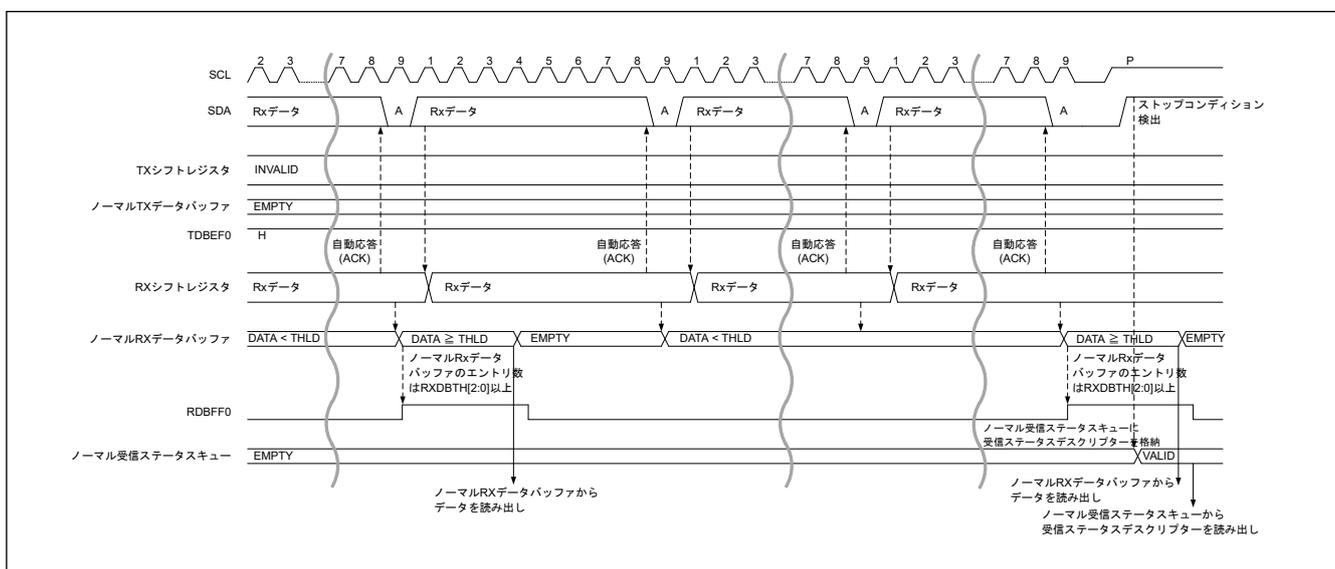 SCL 2 3 7 8 9 1 2 3 4 5 6 7 8 9 1 2 3 7 8 9 1 2 3 7 8 9 P
SDA Rxデータ A Rxデータ A Rxデータ A Rxデータ A ストップコンディション
検出
TXシフトレジスタ INVALID
ノーマルTXデータバッファ EMPTY
TDBEF0 H
自動応答
(ACK)
自動応答
(ACK)
自動応答
(ACK)
自動応答
(ACK)
RXシフトレジスタ Rxデータ Rxデータ Rxデータ Rxデータ
ノーマルRXデータバッファ DATA < THLD DATA ≧ THLD EMPTY DATA < THLD DATA ≧ THLD EMPTY
ノーマルRxデータ
バッファのエントリ数
はRXDBTH[2:0]以上
ノーマルRxデータ
バッファのエントリ数
はRXDBTH[2:0]以上
RDBFF0
ノーマル受信ステータスキューに
受信ステータスデスクリプターを格納
ノーマル受信ステータスキュー EMPTY VALID
ノーマルRXデータバッファから
データを読み出し
ノーマルRXデータバッファから
データを読み出し
ノーマル受信ステータスキューから
受信ステータスデスクリプターを読み出し